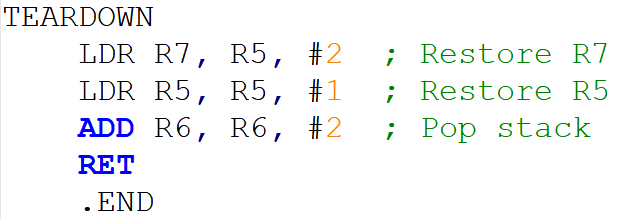 TEARDOWN
LDR R7, R5, #2 ; Restore R7
LDR R5, R5, #1 ; Restore R5
ADD R6, R6, #2 ; Pop stack
RET
.END